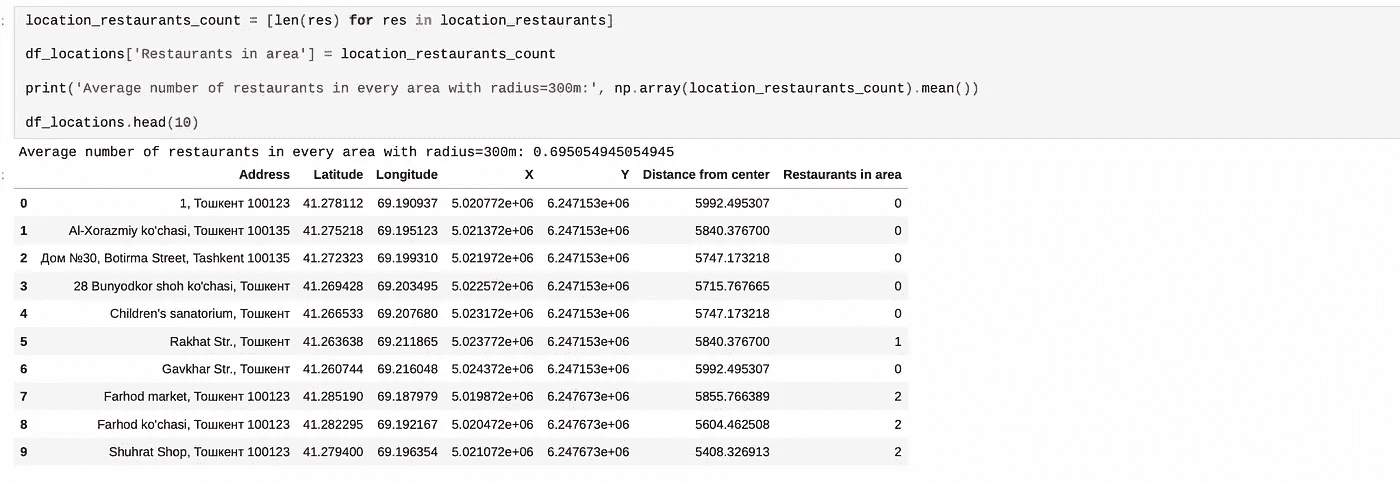 location_restaurants_count = [len(res) for res in location_restaurants]
df_locations['Restaurants in area'] = location_restaurants_count
print('Average number of restaurants in every area with radius=300m:', np.array(location_restaurants_count).mean())
df_locations.head(10)
Average number of restaurants in every area with radius=300m: 0.695054945054945
Address Latitude Longitude X Y Distance from center Restaurants in area
0 1, Тошкент 100123 41.278112 69.190937 5.020772e+06 6.247153e+06 5992.495307 0
1 Al-Xorazmiy ko'chasi, Тошкент 100135 41.275218 69.195123 5.021372e+06 6.247153e+06 5840.376700 0
2 Дом №30, Botirma Street, Tashkent 100135 41.272323 69.199310 5.021972e+06 6.247153e+06 5747.173218 0
3 28 Bunyodkor shoh ko'chasi, Тошкент 41.269428 69.203495 5.022572e+06 6.247153e+06 5715.767665 0
4 Children's sanatorium, Тошкент 41.266533 69.207680 5.023172e+06 6.247153e+06 5747.173218 0
5 Rakhat Str., Тошкент 41.263638 69.211865 5.023772e+06 6.247153e+06 5840.376700 1
6 Gavkhar Str., Тошкент 41.260744 69.216048 5.024372e+06 6.247153e+06 5992.495307 0
7 Farhod market, Тошкент 100123 41.285190 69.187979 5.019872e+06 6.247673e+06 5855.766389 2
8 Farhod ko'chasi, Тошкент 100123 41.282295 69.192167 5.020472e+06 6.247673e+06 5604.462508 2
9 Shuhrat Shop, Тошкент 100123 41.279400 69.196354 5.021072e+06 6.247673e+06 5408.326913 2